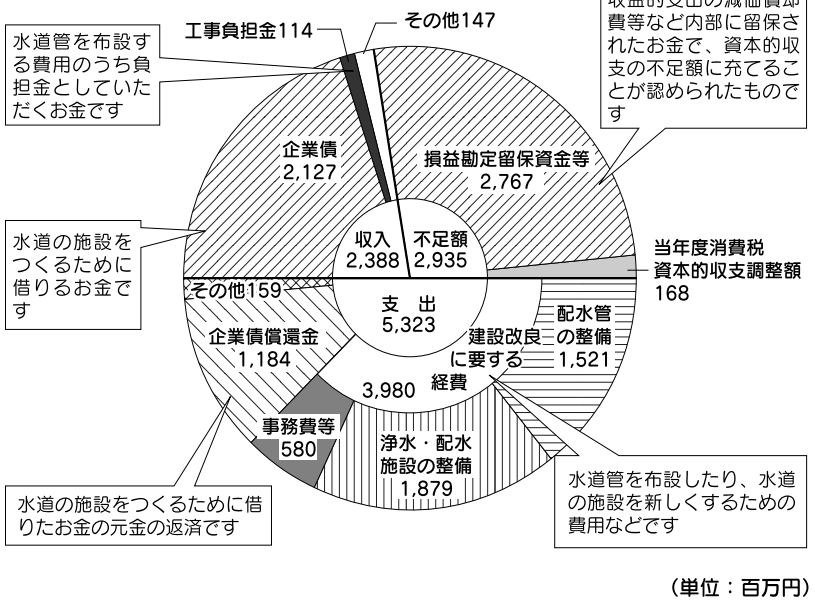 収益的支出の減価償却
費等など内部に留保さ
れたお金で、資本的収
支の不足額に充てるこ
とが認められたもので
す
工事負担金114
その他147
水道管を布設す
る費用のうち負
担金としていた
だくお金です
企業債
2,127
損益勘定留保資金等
2,767
水道の施設を
つくるために
借りるお金で
す
収入
2,388
不足額
2,935
当年度消費税
資本的収支調整額
168
その他159
支 出
5,323
企業債償還金
1,184
建設改良
に要する
経費
3,980
配水管
の整備
1,521
事務費等
580
浄水・配水
施設の整備
1,879
水道の施設をつくるために借
りたお金の元金の返済です
水道管を布設したり、水道
の施設を新しくするための
費用などです
(単位：百万円)